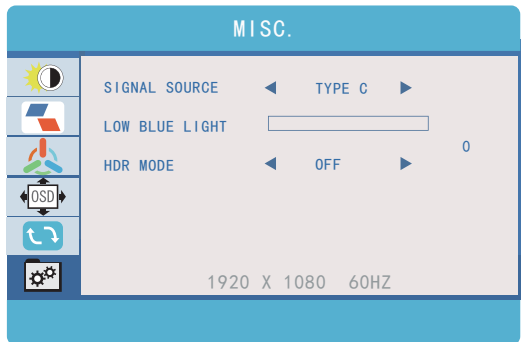 MISC.
SIGNAL SOURCE TYPE C
LOW BLUE LIGHT
0
HDR MODE OFF
OSD
1920 X 1080 60HZ